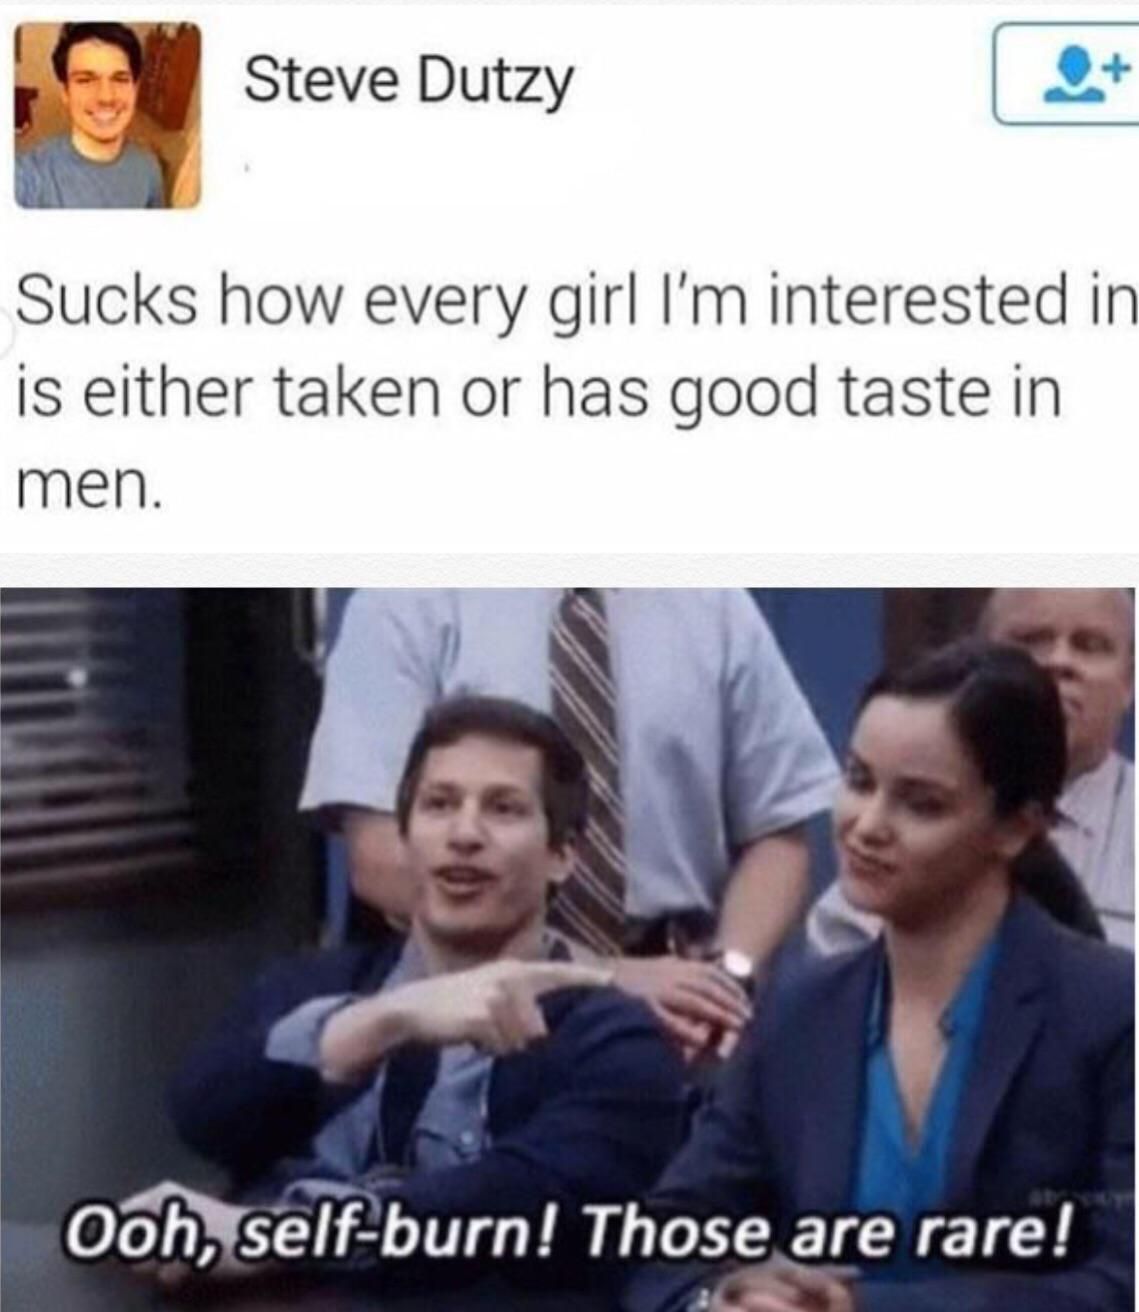 Steve Dutzy
Sucks how every girl I'm interested in
is either taken or has good taste in
men.
Ooh, self-burn! Those are rare!